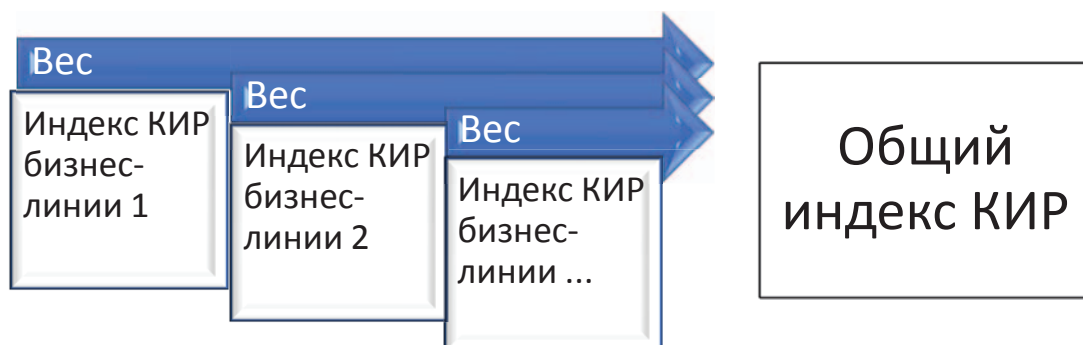 Вес
Индекс КИР
бизнес-
линии 1
Вес
Индекс КИР
бизнес-
линии 2
Вес
Индекс КИР
бизнес-
линии ...
Общий
индекс КИР